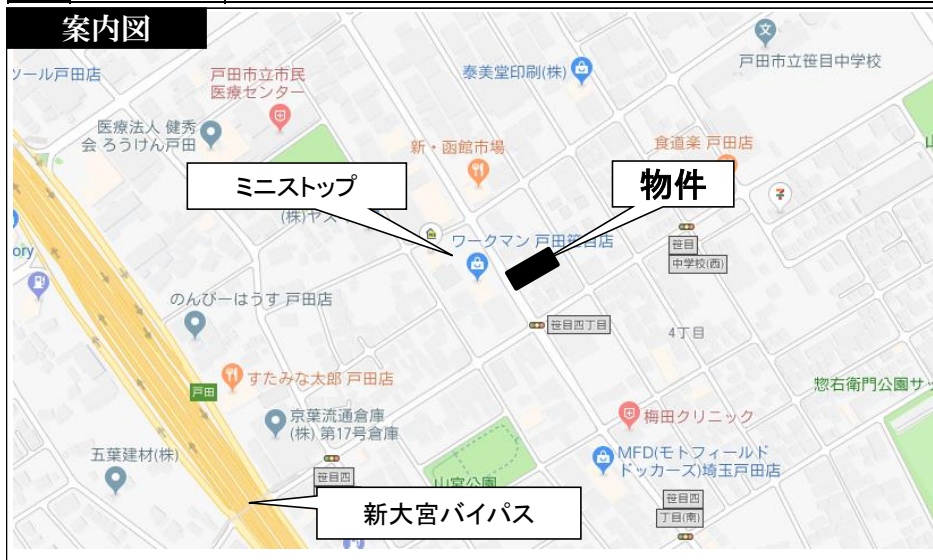 案内図
ツール戸田店
戸田市立市民
医療センター
泰美堂印刷(株)
文
戸田市立笹目中学校
医療法人 健秀
会 ろうけん戸田
新・函館市場
食道楽 戸田店
ミニストップ
物件
(株)ヤス
ワークマン 戸田笹目店
笹目
中学校(西)
ory
のんびーはうす 戸田店
笹目四丁目
4丁目
すたみな太郎 戸田店
戸田
惣右衛門公園サッ
京葉流通倉庫
(株) 第17号倉庫
梅田クリニック
五葉建材(株)
MFD(モトフィールド
ドッカーズ)埼玉戸田店
笹目四
山宮公園
笹目四
丁目(南)
新大宮バイパス